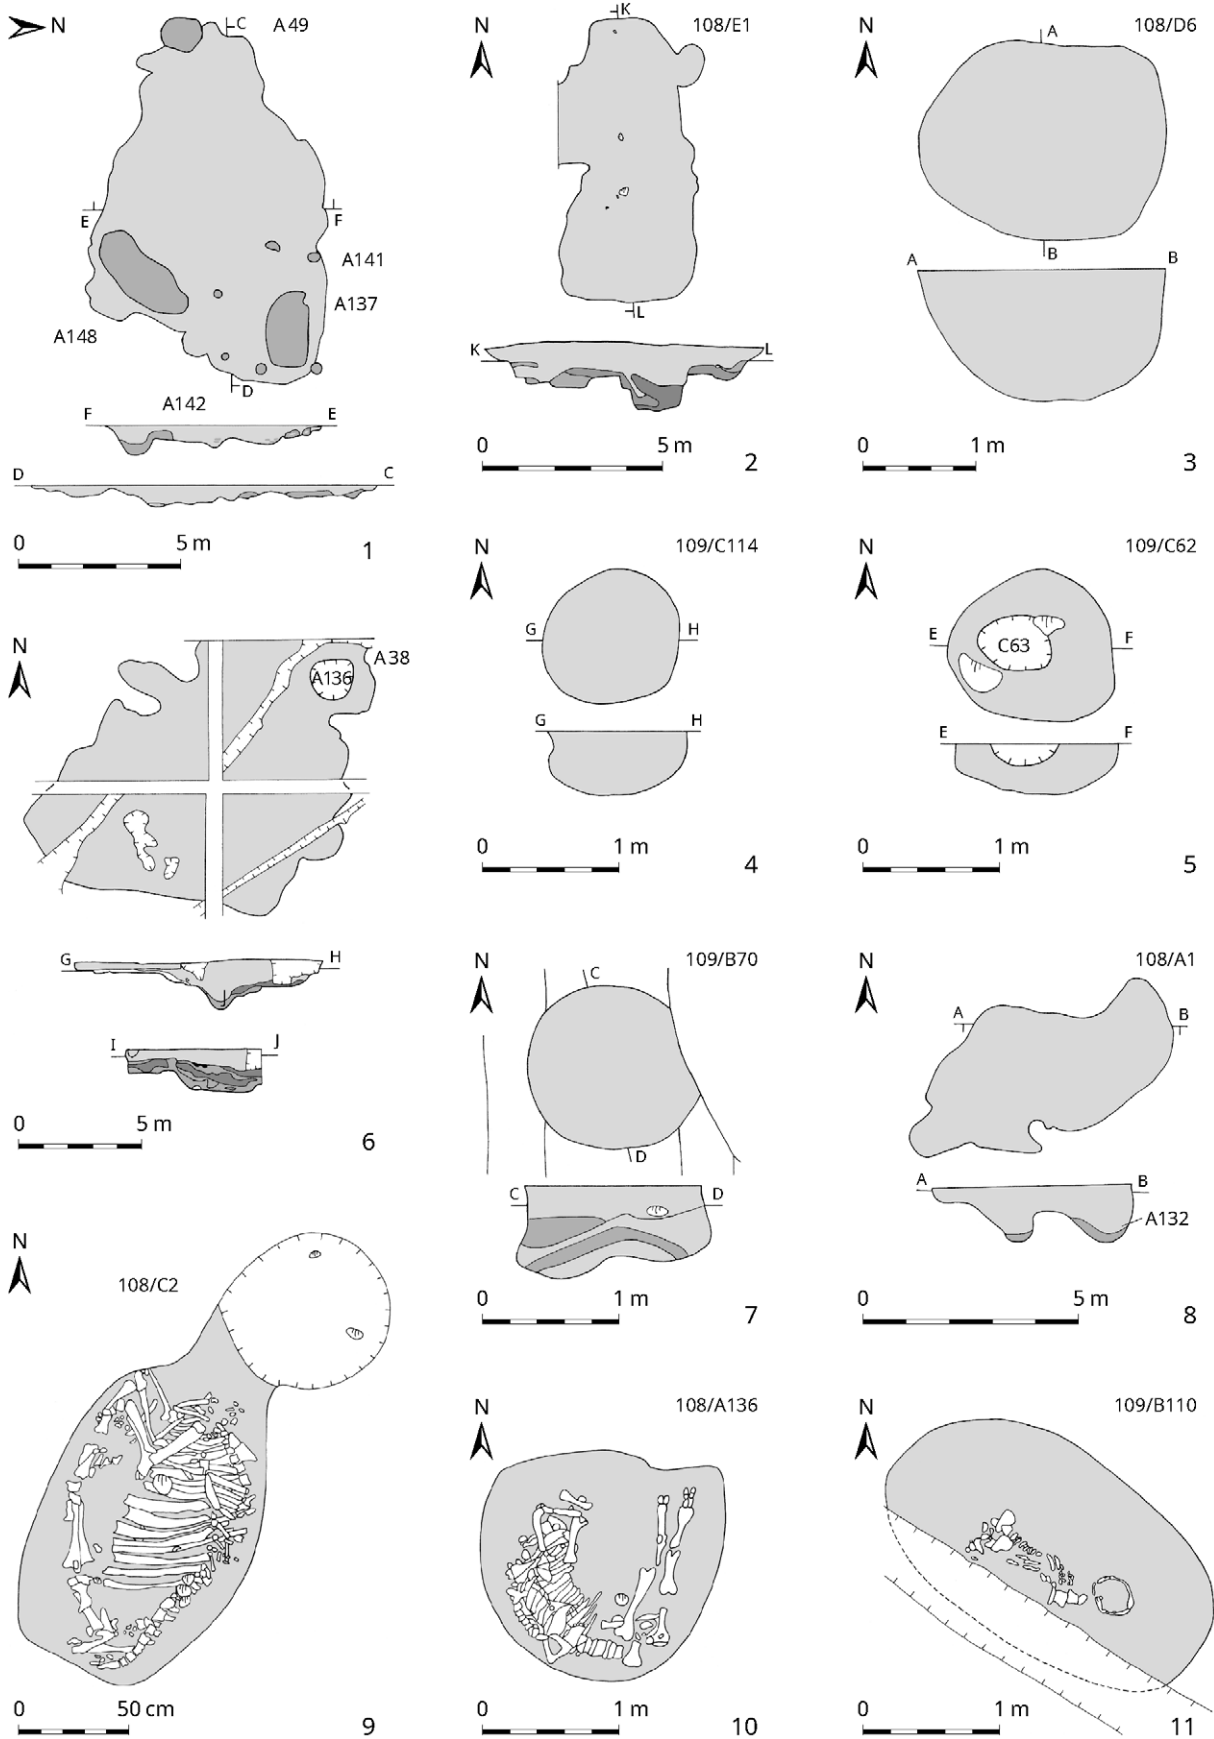 N
C
A 49
E
F
A141
A137
A148
D
A142
F
E
D
C
0
5 m
1
N
K
108/E1
L
K
L
0
5 m
2
N
A
108/D6
B
A
B
0
1 m
3
N
109/C114
G
H
G
H
0
1 m
4
N
109/C62
E
C63
F
E
F
0
1 m
5
N
A 38
A136
G
H
I
J
0
5 m
6
N
109/B70
C
D
C
D
0
1 m
7
N
108/A1
A
B
A
B
A132
0
5 m
8
N
108/C2
0
50 cm
9
N
108/A136
0
1 m
10
N
109/B110
0
1 m
11